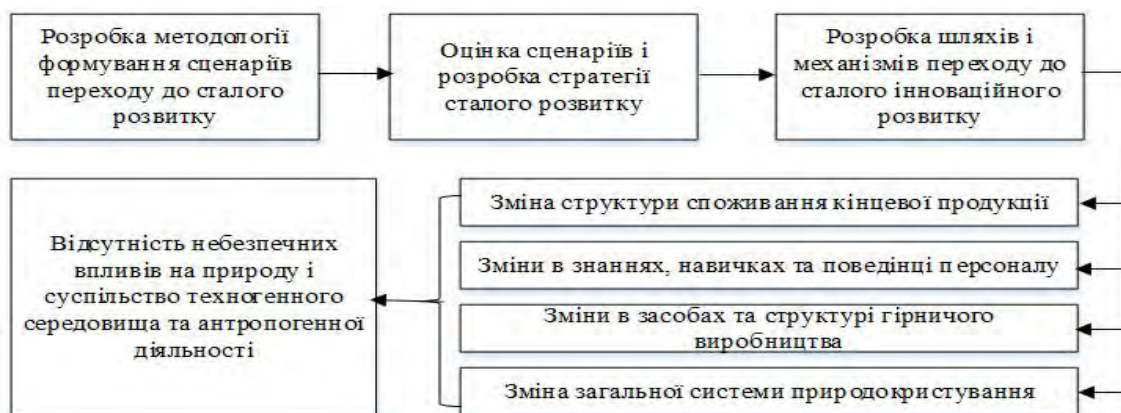 Розробка методології
формування сценаріїв
переходу до сталого
розвитку
Оцінка сценаріїв і
розробка стратегії
сталого розвитку
Розробка шляхів і
механізмів переходу до
сталого інноваційного
розвитку
Відсутність небезпечних
впливів на природу і
суспільство техногенного
середовища та антропогенної
діяльності
Зміна структури споживання кінцевої продукції
Зміни в знаннях, навичках та поведінці персоналу
Зміни в засобах та структурі гірничого
виробництва
Зміна загальної системи природокристування